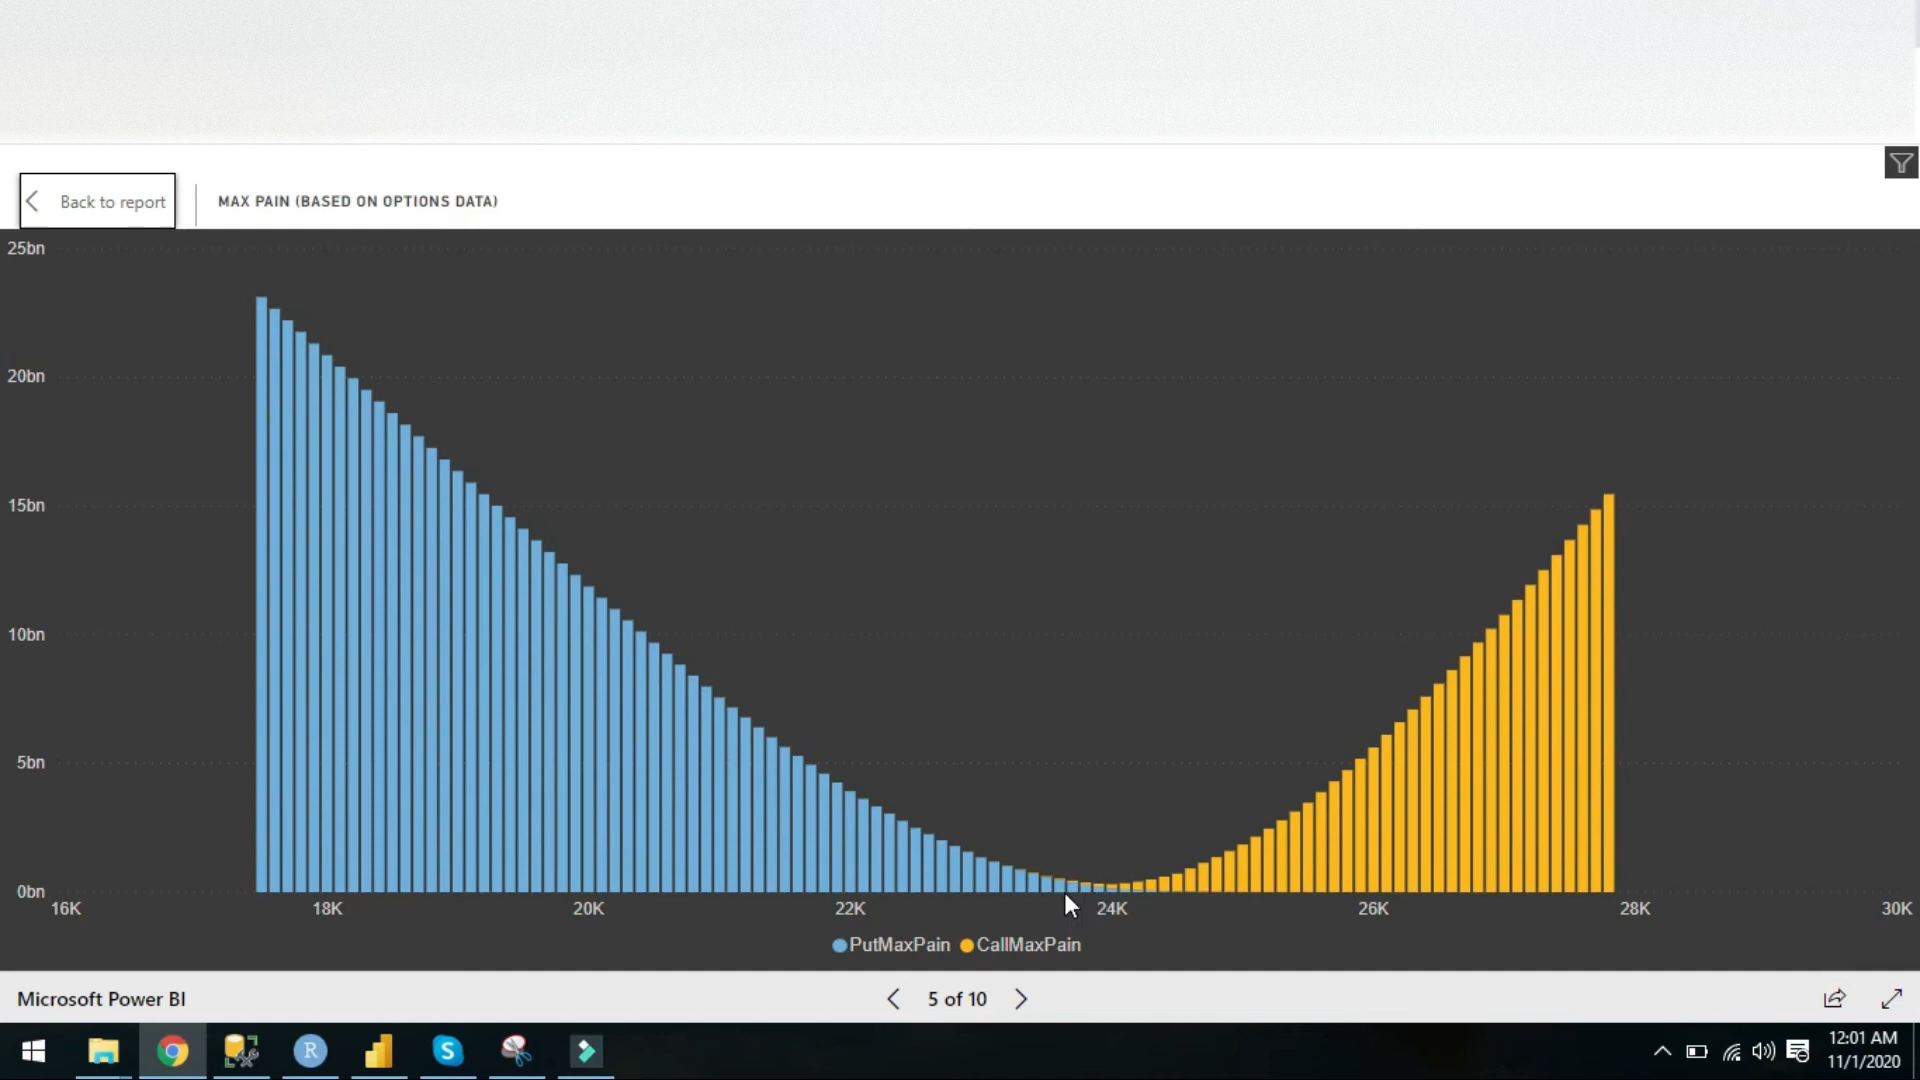 Back to report
MAX PAIN (BASED ON OPTIONS DATA)
25bn
20bn
15bn
10bn
5bn
0bn
16K 18K 20K 22K 24K 26K 28K 30K
PutMaxPain CallMaxPain
Microsoft Power BI 5 of 10
R S 12:01 AM
11/1/2020